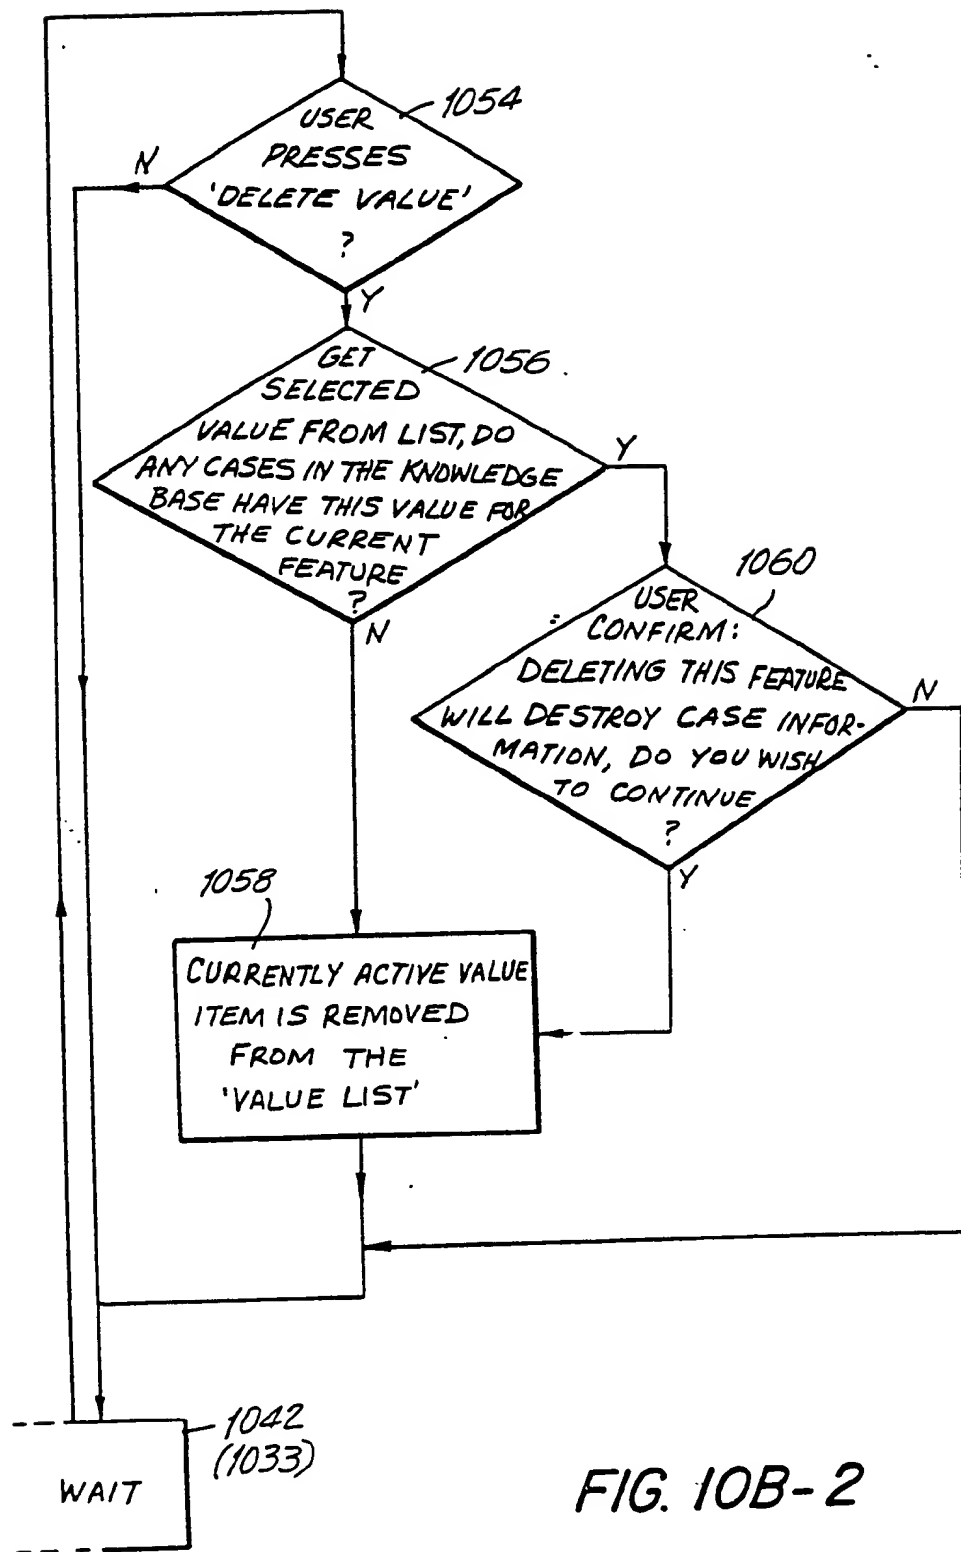 1054
USER
PRESSES
'DELETE VALUE'
?
N
Y
1056
GET
SELECTED
VALUE FROM LIST, DO
ANY CASES IN THE KNOWLEDGE
BASE HAVE THIS VALUE FOR
THE CURRENT
FEATURE
?
Y
N
1060
USER
CONFIRM:
DELETING THIS FEATURE
WILL DESTROY CASE INFOR-
MATION, DO YOU WISH
TO CONTINUE
?
N
Y
1058
CURRENTLY ACTIVE VALUE
ITEM IS REMOVED
FROM THE
'VALUE LIST'
1042
(1033)
WAIT
FIG. 10B-2